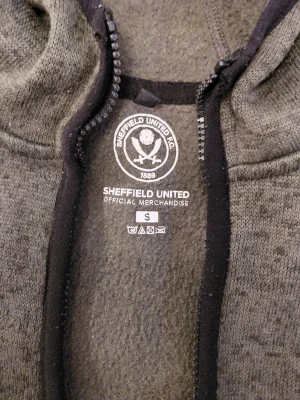 SHEFFIELD UNITED F.C.
1889
SHEFFIELD UNITED
OFFICIAL MERCHANDISE
S